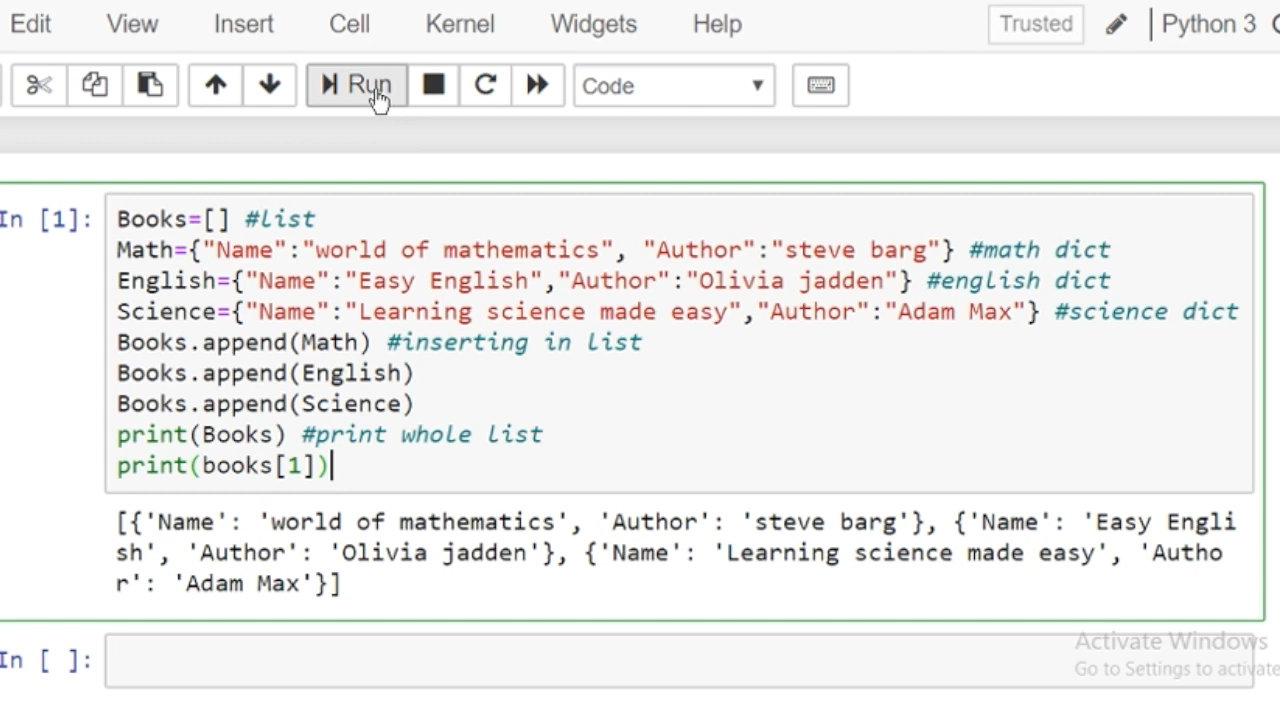 Edit View Insert Cell Kernel Widgets Help Trusted Python 3
Run Code
In [1]:
Books=[] #list
Math={"Name":"world of mathematics", "Author":"steve barg"} #math dict
English={"Name":"Easy English","Author":"Olivia jadden"} #english dict
Science={"Name":"Learning science made easy","Author":"Adam Max"} #science dict
Books.append(Math) #inserting in list
Books.append(English)
Books.append(Science)
print(Books) #print whole list
print(books[1])
[{'Name': 'world of mathematics', 'Author': 'steve barg'}, {'Name': 'Easy Engli
sh', 'Author': 'Olivia jadden'}, {'Name': 'Learning science made easy', 'Autho
r': 'Adam Max'}]
In [ ]:
Activate Windows
Go to Settings to activate